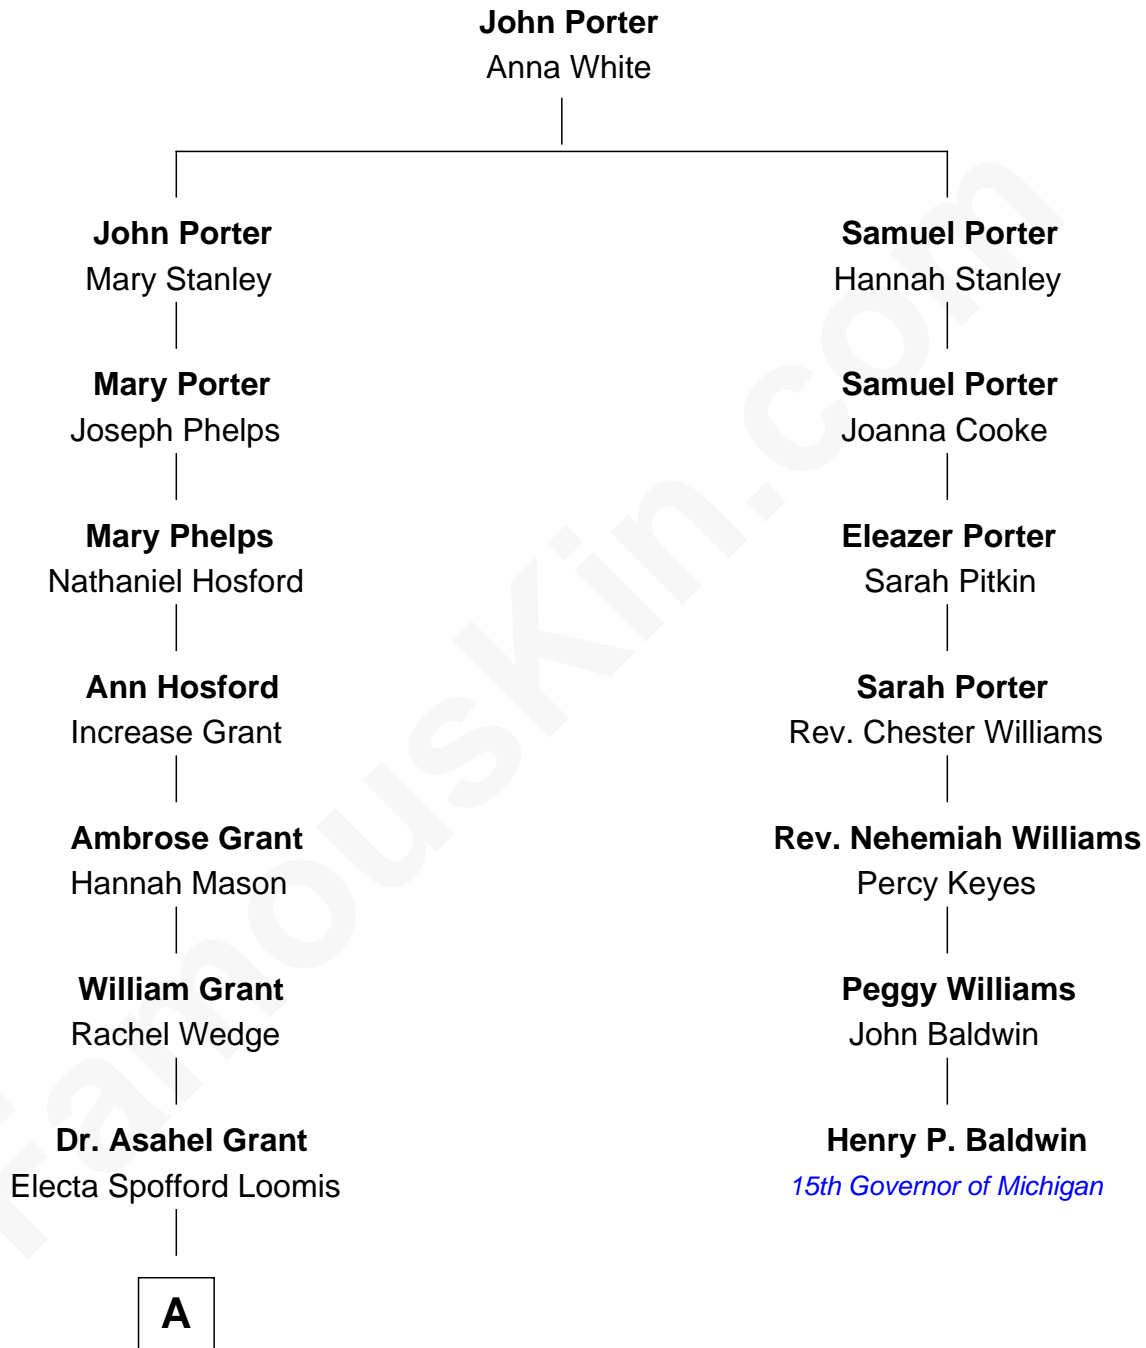 John Porter
Anna White
John Porter
Mary Stanley
Samuel Porter
Hannah Stanley
Mary Porter
Joseph Phelps
Samuel Porter
Joanna Cooke
Mary Phelps
Nathaniel Hosford
Eleazer Porter
Sarah Pitkin
Ann Hosford
Increase Grant
Sarah Porter
Rev. Chester Williams
Ambrose Grant
Hannah Mason
Rev. Nehemiah Williams
Percy Keyes
William Grant
Rachel Wedge
Peggy Williams
John Baldwin
Dr. Asahel Grant
Electa Spofford Loomis
Henry P. Baldwin
15th Governor of Michigan
A
FamousKin.com